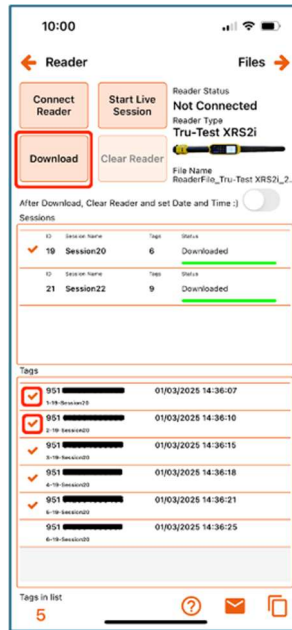 10:00
Reader
Files
Connect Reader
Start Live Session
Reader Status
Not Connected
Reader Type
Tru-Test XRS2i
Download
Clear Reader
File Name
ReaderFile_Tru-Test XRS2i_2.
After Download, Clear Reader and set Date and Time :)
Sessions
ID Session Name Tags Status
19 Session20 6 Downloaded
ID Session Name Tags Status
21 Session22 9 Downloaded
Tags
951 01/03/2025 14:36:07
1-19-Session20
951 01/03/2025 14:36:10
2-19-Session20
951 01/03/2025 14:36:15
3-19-Session20
951 01/03/2025 14:36:18
4-19-Session20
951 01/03/2025 14:36:21
5-19-Session20
951 01/03/2025 14:36:25
6-19-Session20
Tags in list
5